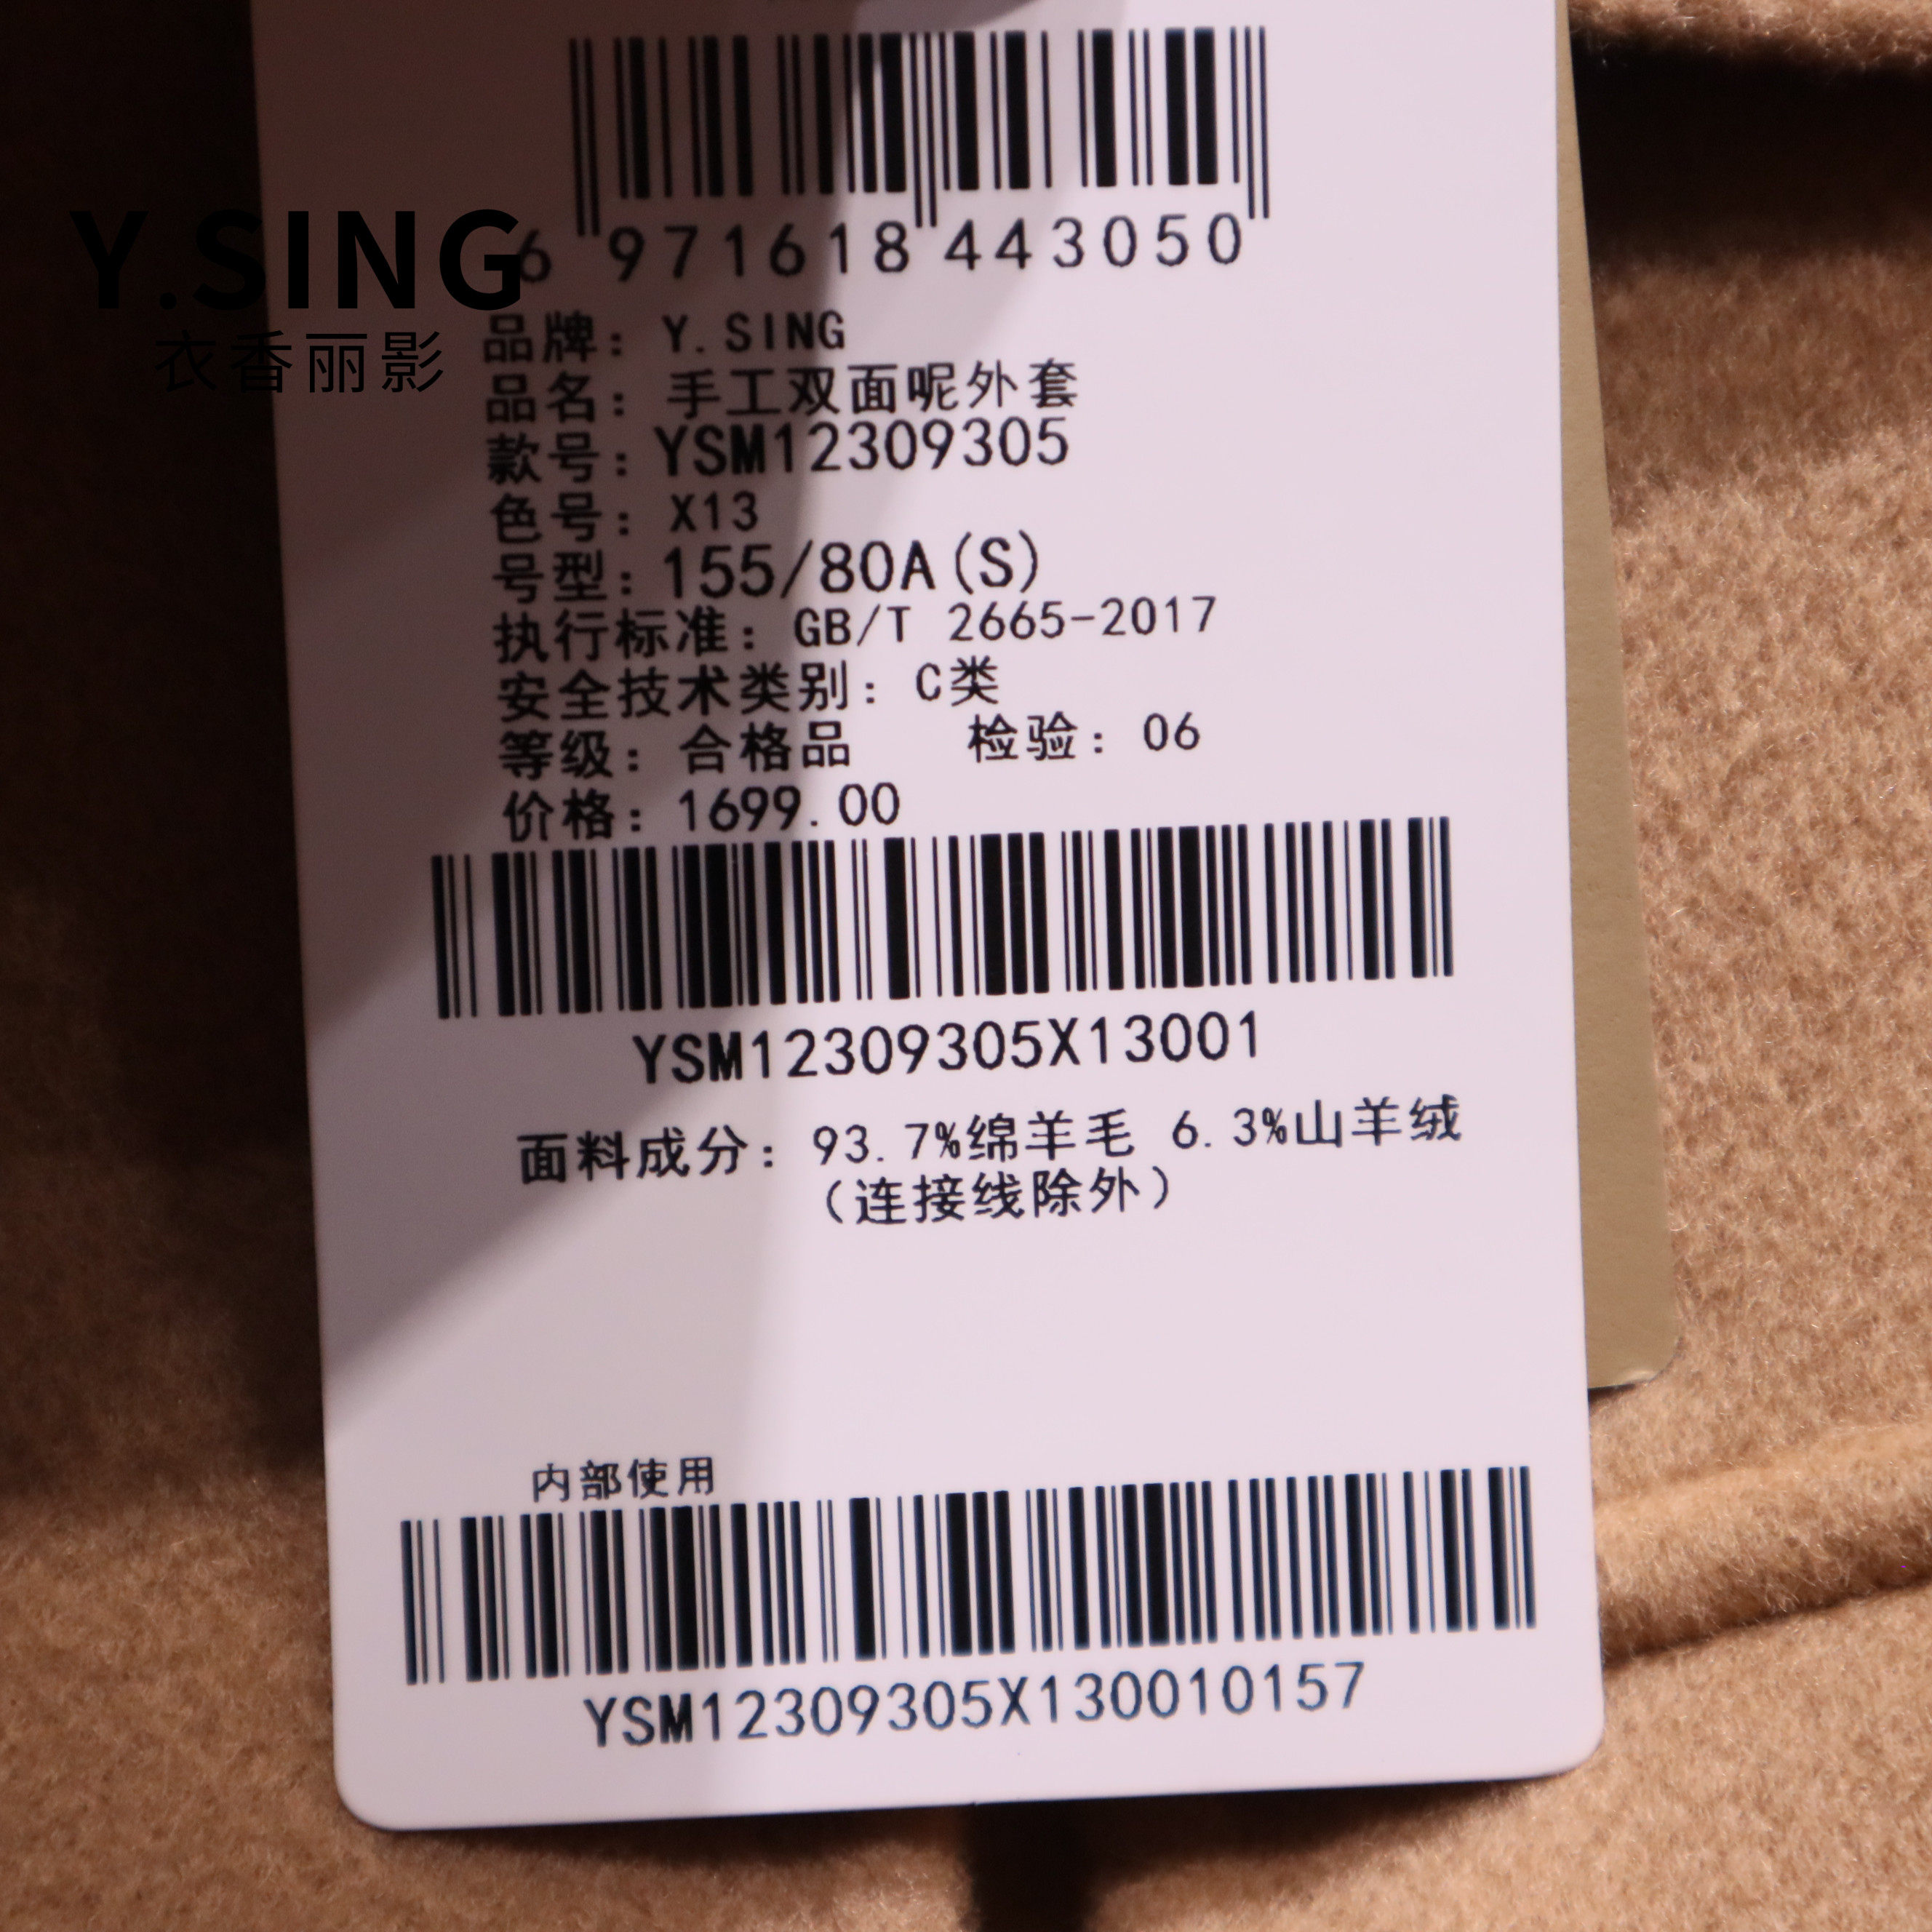 6 971618 443050
Y.SING
衣香丽影
品牌：Y.SING
品名：手工双面呢外套
款号：YSM12309305
色号：X13
号型：155/80A(S)
执行标准：GB/T 2665-2017
安全技术类别：C类
等级：合格品 检验：06
价格：1699.00
YSM12309305X13001
面料成分：93.7%绵羊毛 6.3%山羊绒
（连接线除外）
内部使用
YSM12309305X130010157